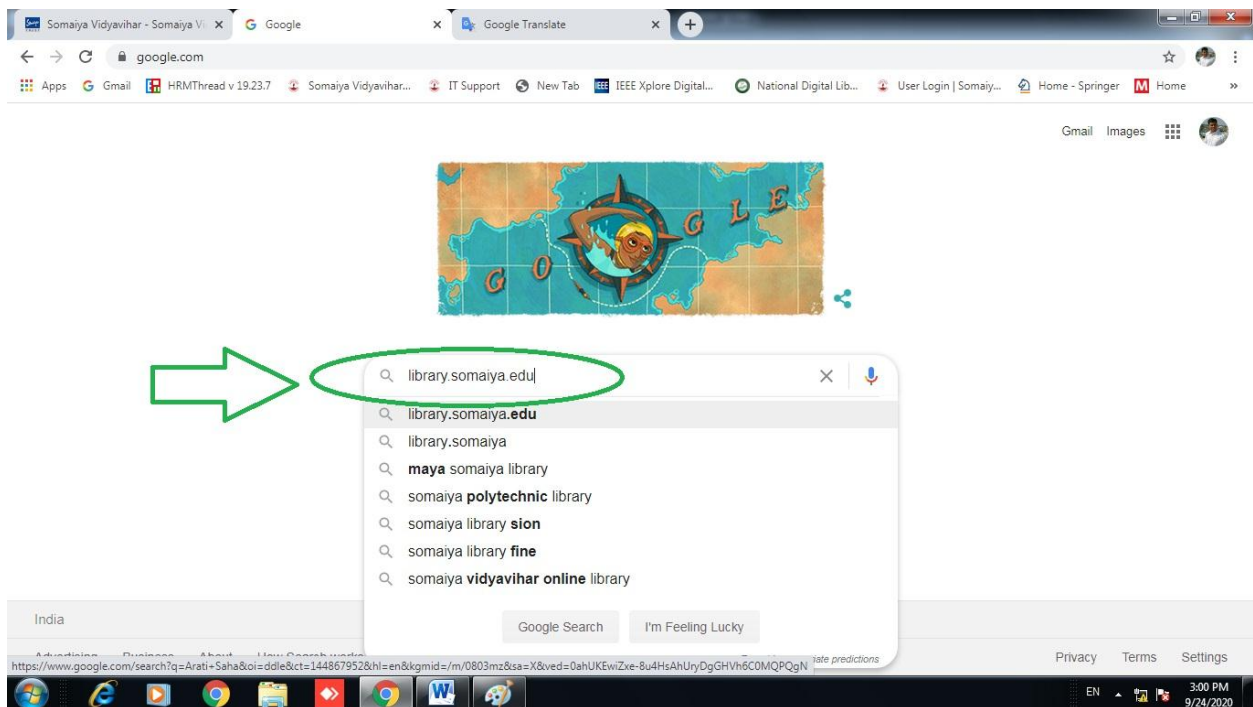 Somaiya Vidyavihar - Somaiya Vi
Google
Google Translate
google.com
Apps
Gmail
HRMThread v 19.23.7
Somaiya Vidyavihar...
IT Support
New Tab
IEEE
IEEE Xplore Digital...
National Digital Lib...
User Login | Somaiy...
Home - Springer
M
Home
»
Gmail Images
GOOGLE
library.somaiya.edu
library.somaiya.edu
library.somaiya
maya somaiya library
somaiya polytechnic library
somaiya library sion
somaiya library fine
somaiya vidyavihar online library
Google Search
I'm Feeling Lucky
India
predictions
https://www.google.com/search?q=Arati+Saha&oi=ddle&ct=144867952&hl=en&kgmid=/m/0803mz&sa=X&ved=0ahUKEwiZxe-8u4HsAhUryDgGHVh6C0MQPQgN
Privacy Terms Settings
EN
3:00 PM
9/24/2020